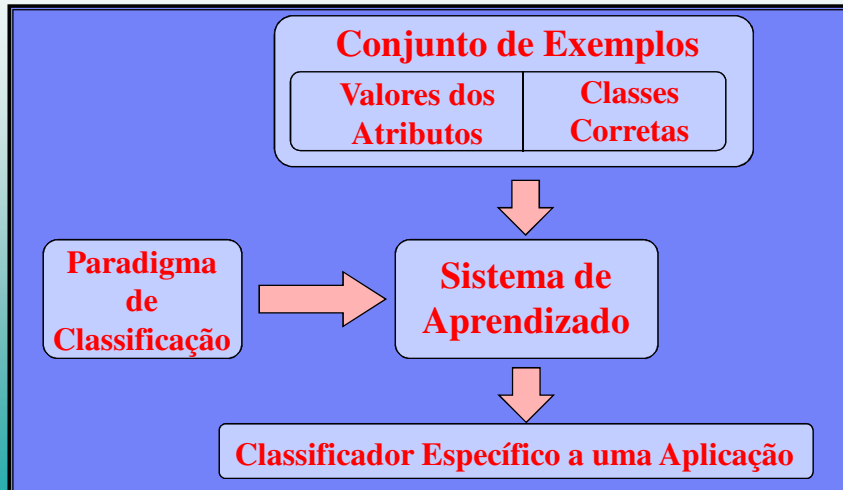 Conjunto de Exemplos
Valores dos
Atributos
Classes
Corretas
Paradigma
de
Classificação
Sistema de
Aprendizado
Classificador Específico a uma Aplicação